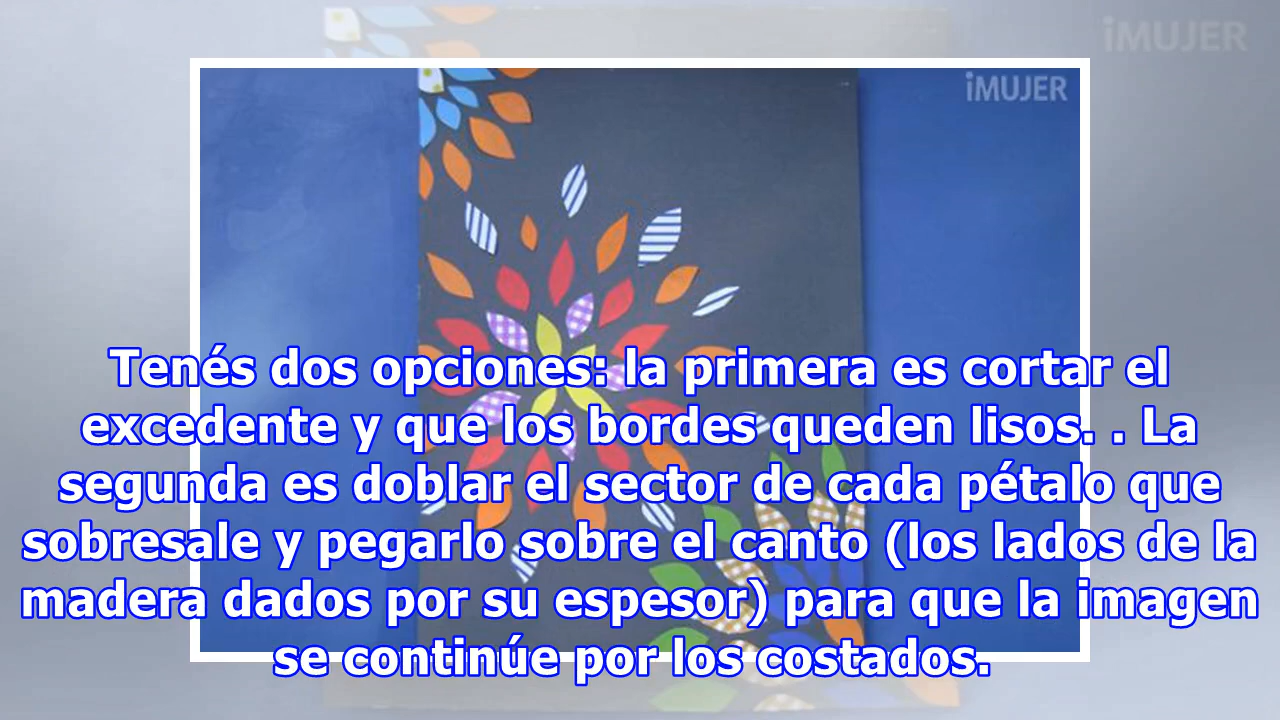 iMUJER
iMUJER
Tenés dos opciones: la primera es cortar el
excedente y que los bordes queden lisos. . La
segunda es doblar el sector de cada pétalo que
sobresale y pegarlo sobre el canto (los lados de la
madera dados por su espesor) para que la imagen
se continúe por los costados.